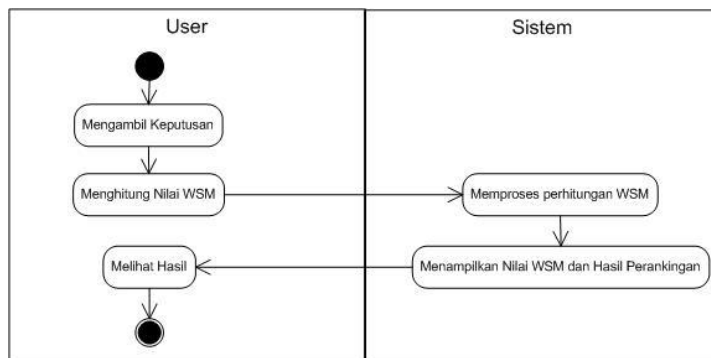 User
Sistem
Mengambil Keputusan
Menghitung Nilai WSM
Memproses perhitungan WSM
Melihat Hasil
Menampilkan Nilai WSM dan Hasil Perankingan